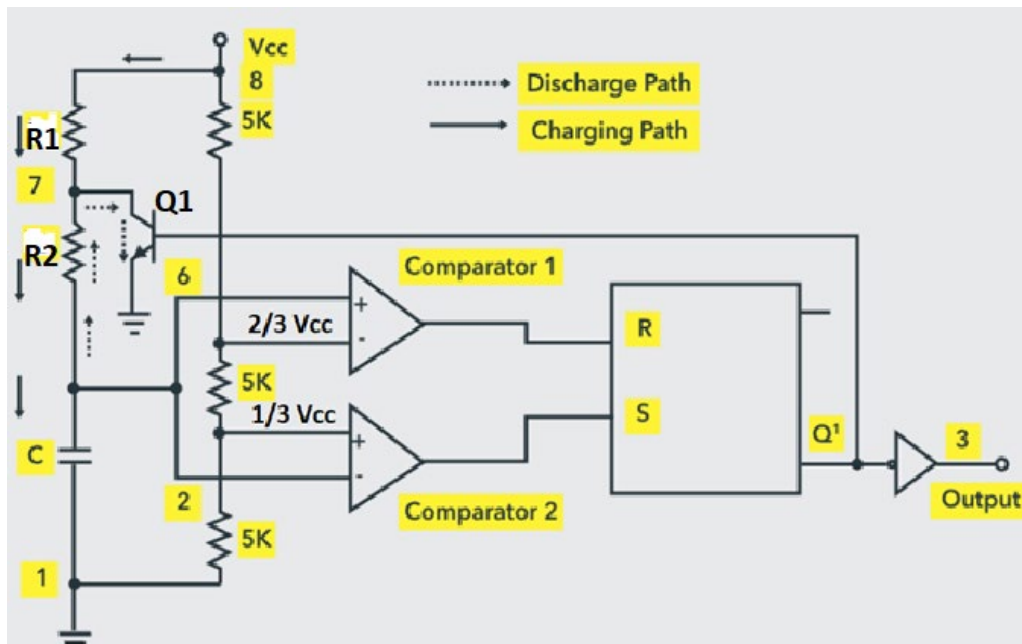 Vcc
8
Discharge Path
5K
Charging Path
R1
7
Q1
R2
6
Comparator 1
+
2/3 Vcc
-
R
5K
1/3 Vcc
S
+
Q¹
3
C
-
2
Output
Comparator 2
5K
1